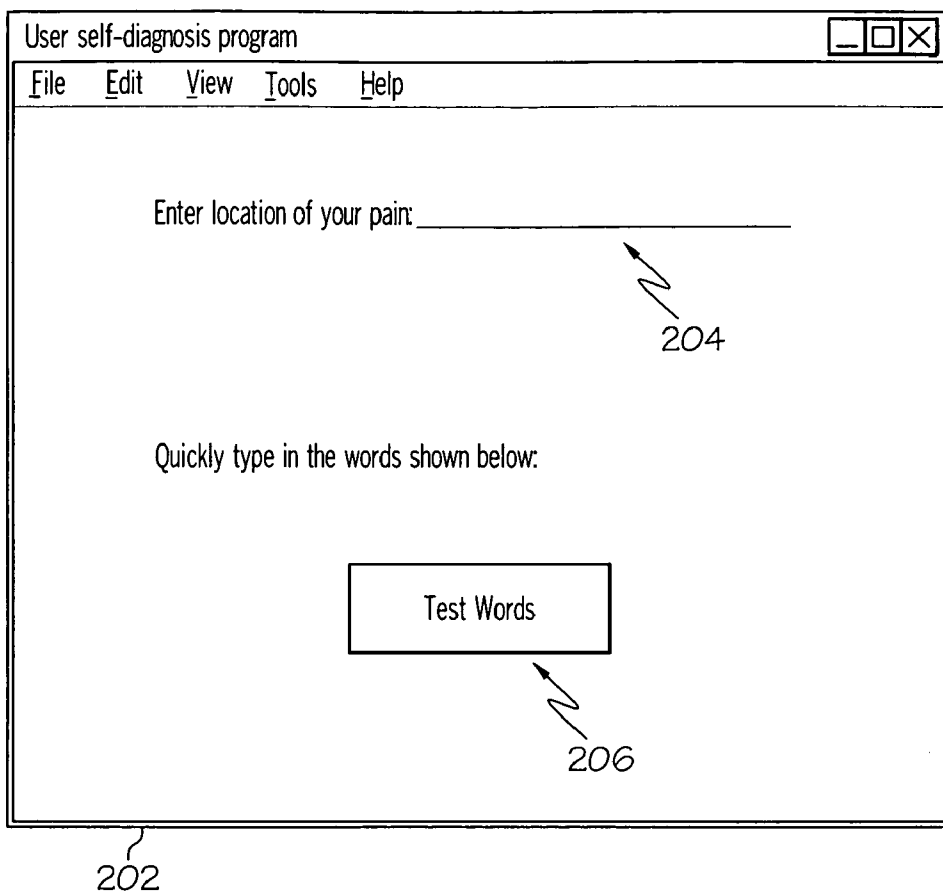 User self-diagnosis program
File Edit View Tools Help
Enter location of your pain:
204
Quickly type in the words shown below:
Test Words
206
202